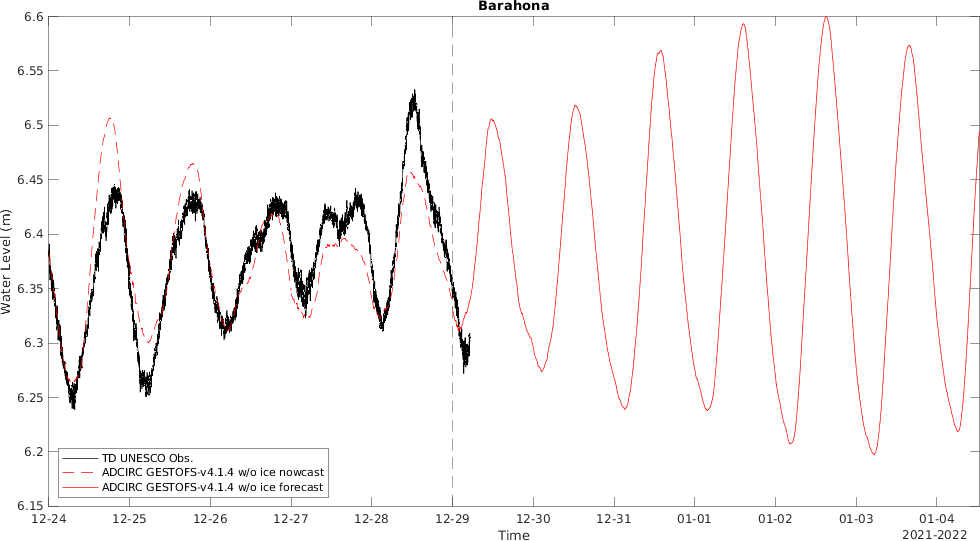 Barahona
6.6
6.55
6.5
6.45
6.4
6.35
6.3
6.25
6.2
6.15
Water Level (m)
TD UNESCO Obs.
ADCIRC GESTOFS-v4.1.4 w/o ice nowcast
ADCIRC GESTOFS-v4.1.4 w/o ice forecast
12-24 12-25 12-26 12-27 12-28 12-29 12-30 12-31 01-01 01-02 01-03 01-04
Time
2021-2022